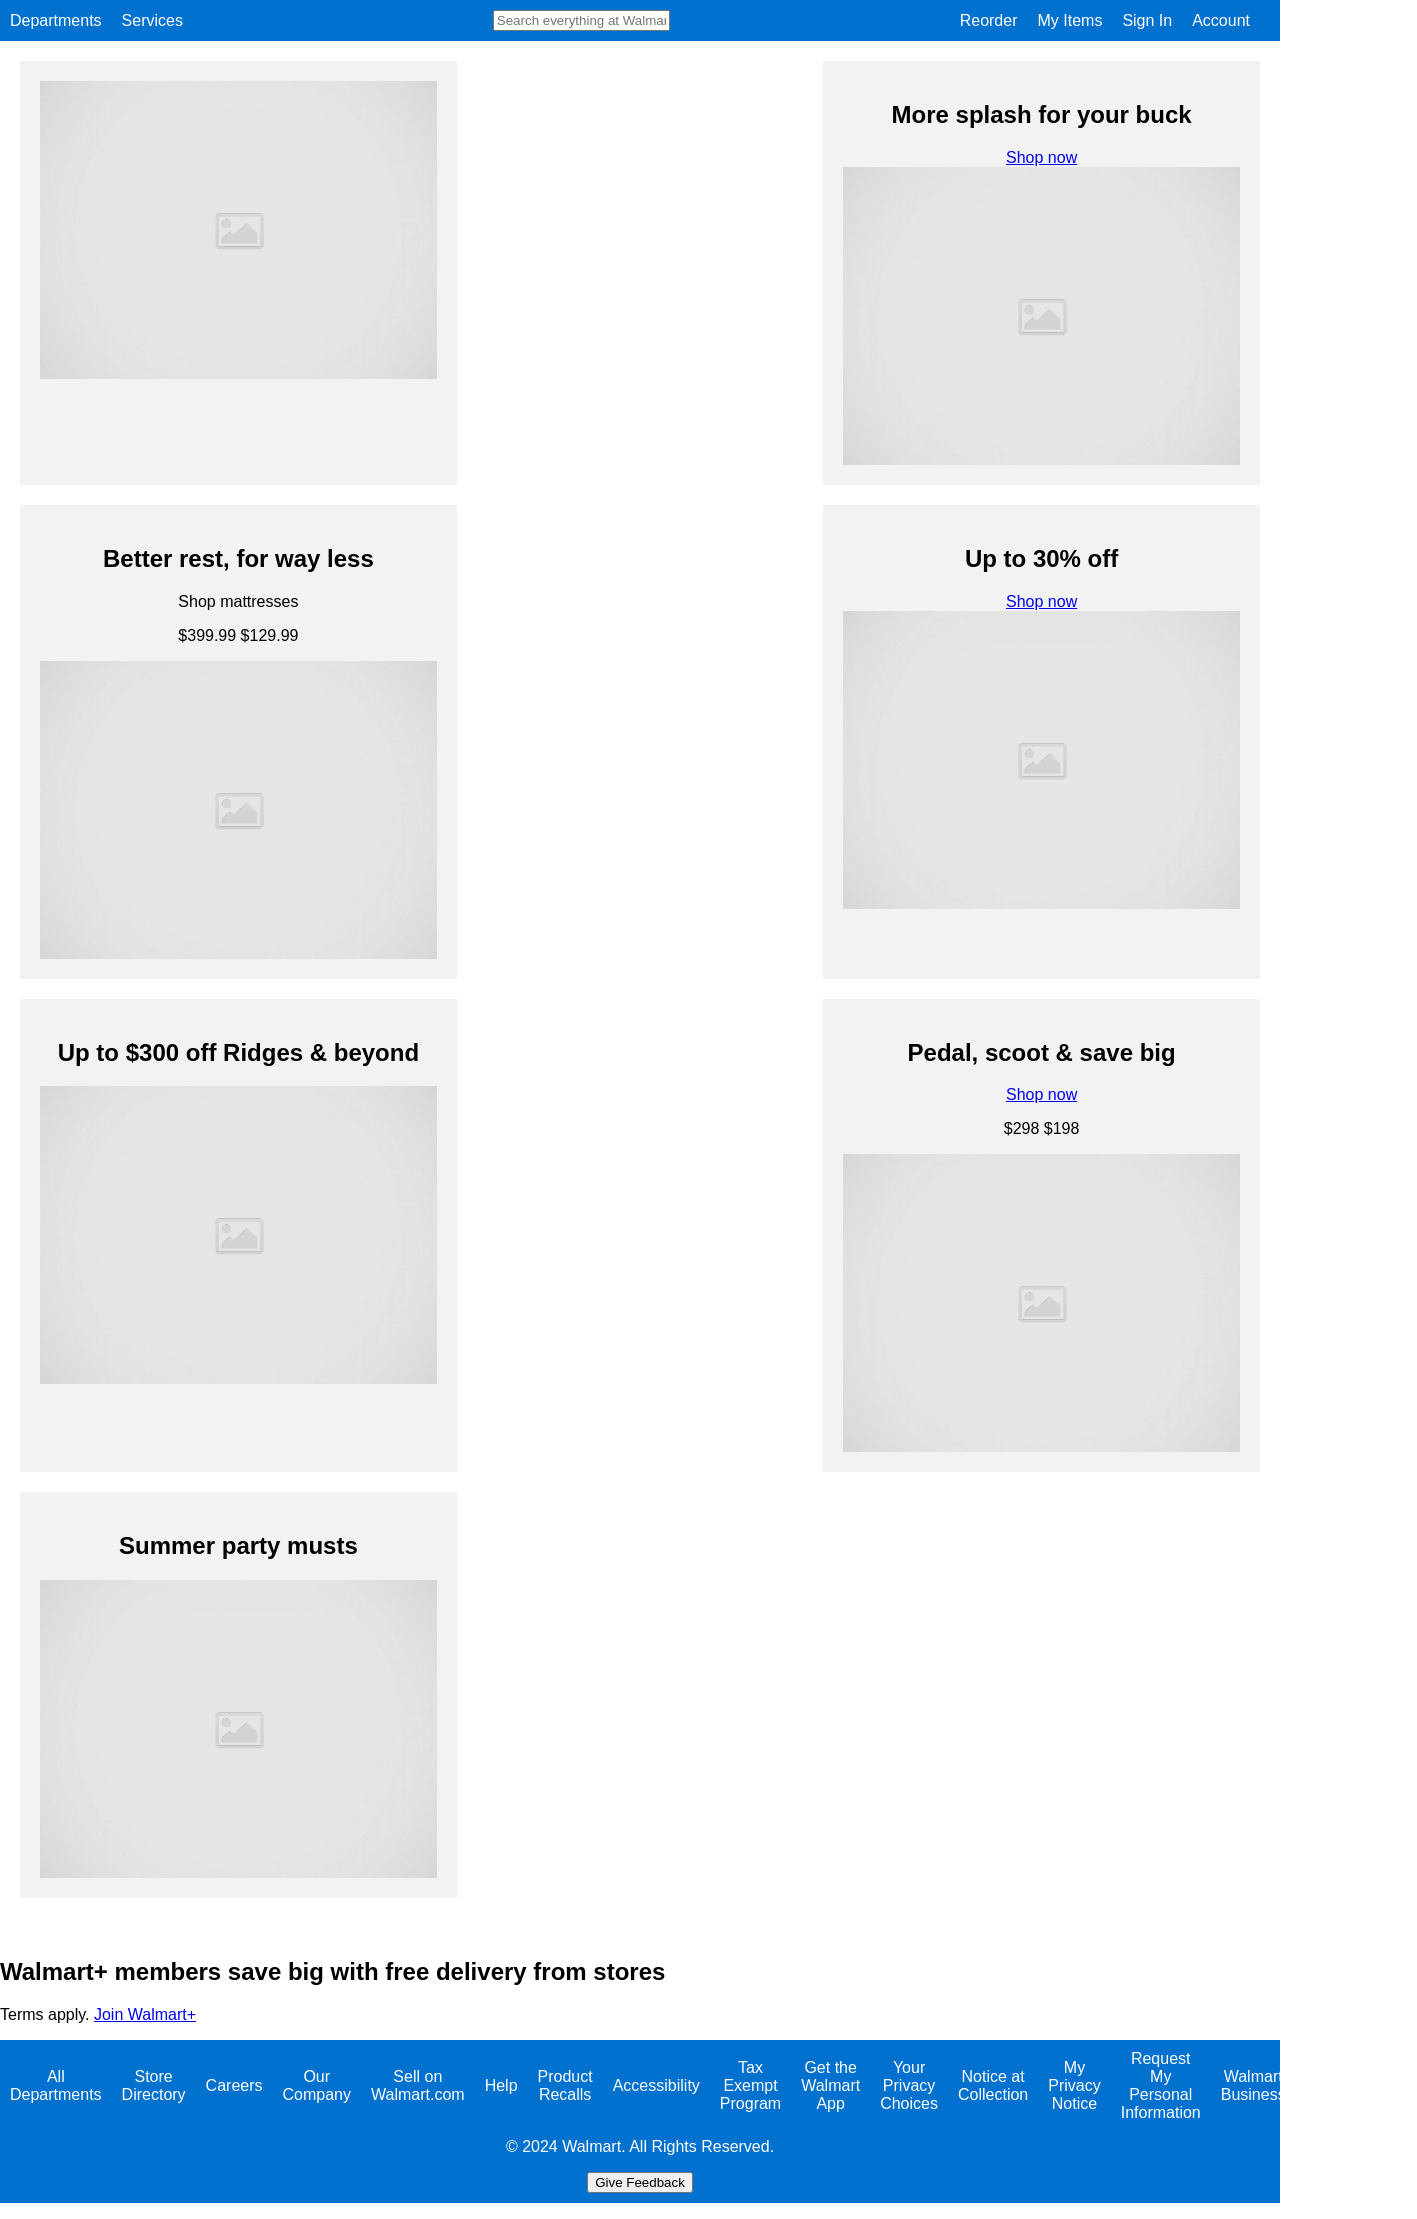 Departments Services Search everything at Walmar Reorder My Items Sign In Account
More splash for your buck
Shop now
Better rest, for way less
Shop mattresses
$399.99 $129.99
Up to 30% off
Shop now
Up to $300 off Ridges & beyond
Pedal, scoot & save big
Shop now
$298 $198
Summer party musts
Walmart+ members save big with free delivery from stores
Terms apply. Join Walmart+
All Departments
Store Directory
Careers
Our Company
Sell on Walmart.com
Help
Product Recalls
Accessibility
Tax Exempt Program
Get the Walmart App
Your Privacy Choices
Notice at Collection
My Privacy Notice
Request My Personal Information
Walmart Business
© 2024 Walmart. All Rights Reserved.
Give Feedback